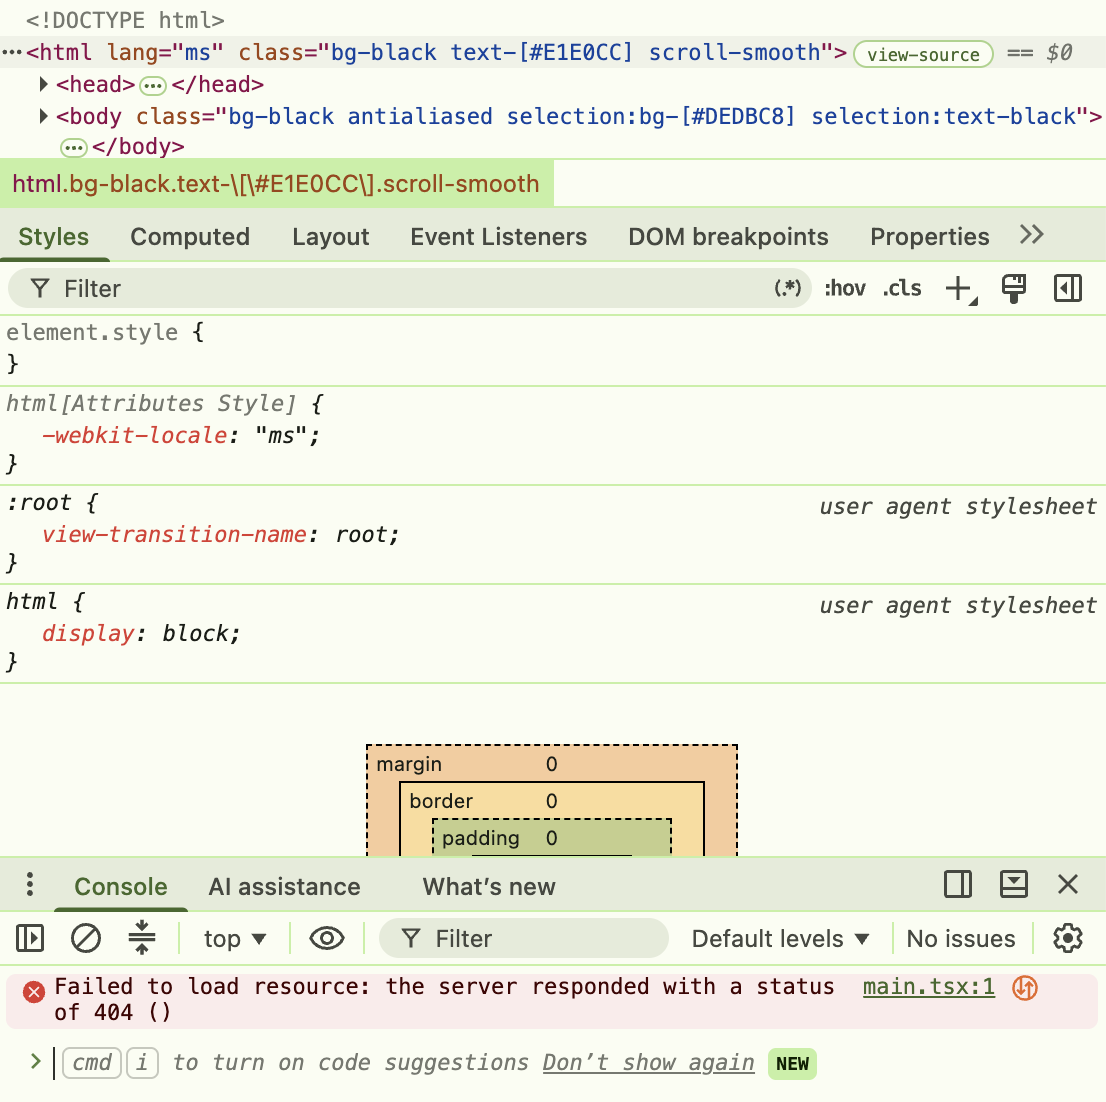 <!DOCTYPE html>
<html lang="ms" class="bg-black text-[#E1E0CC] scroll-smooth"> view-source == $0
<head> </head>
<body class="bg-black antialiased selection:bg-[#DEDBC8] selection:text-black">
</body>
html.bg-black.text-\[\#E1E0CC\].scroll-smooth
Styles Computed Layout Event Listeners DOM breakpoints Properties
Filter (.*) :hov .cls
element.style {
}
html[Attributes Style] {
-webkit-locale: "ms";
}
:root { user agent stylesheet
view-transition-name: root;
}
html { user agent stylesheet
display: block;
}
margin 0
border 0
padding 0
Console AI assistance What's new
top Filter Default levels No issues
Failed to load resource: the server responded with a status main.tsx:1
of 404 ()
cmd i to turn on code suggestions Don't show again NEW